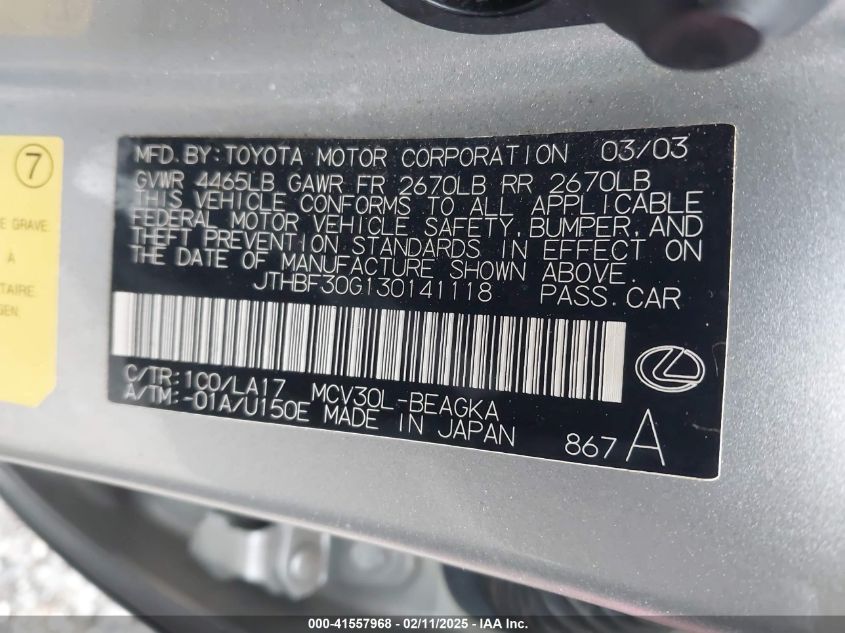 7
E GRAVE
À
TAIRE.
GEN.
MFD.BY:TOYOTA MOTOR CORPORATION 03/03
GVWR 4465LB GAWR FR 2670LB RR 2670LB
THIS VEHICLE CONFORMS TO ALL APPLICABLE
FEDERAL MOTOR VEHICLE SAFETY,BUMPER,AND
THEFT PREVENTION STANDARDS IN EFFECT ON
THE DATE OF MANUFACTURE SHOWN ABOVE.
JTHBF30G130141118 PASS.CAR
C/TR:1C0/LA17 MCV30L-BEAGKA
A/TM:-01A/U150E MADE IN JAPAN
867 A
000-41557968 - 02/11/2025 - IAA Inc.